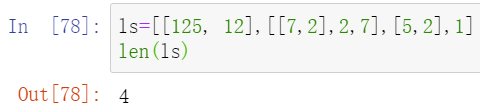 In [78]: ls=[[125, 12],[[7,2],2,7],[5,2],1]
len(ls)
Out[78]: 4